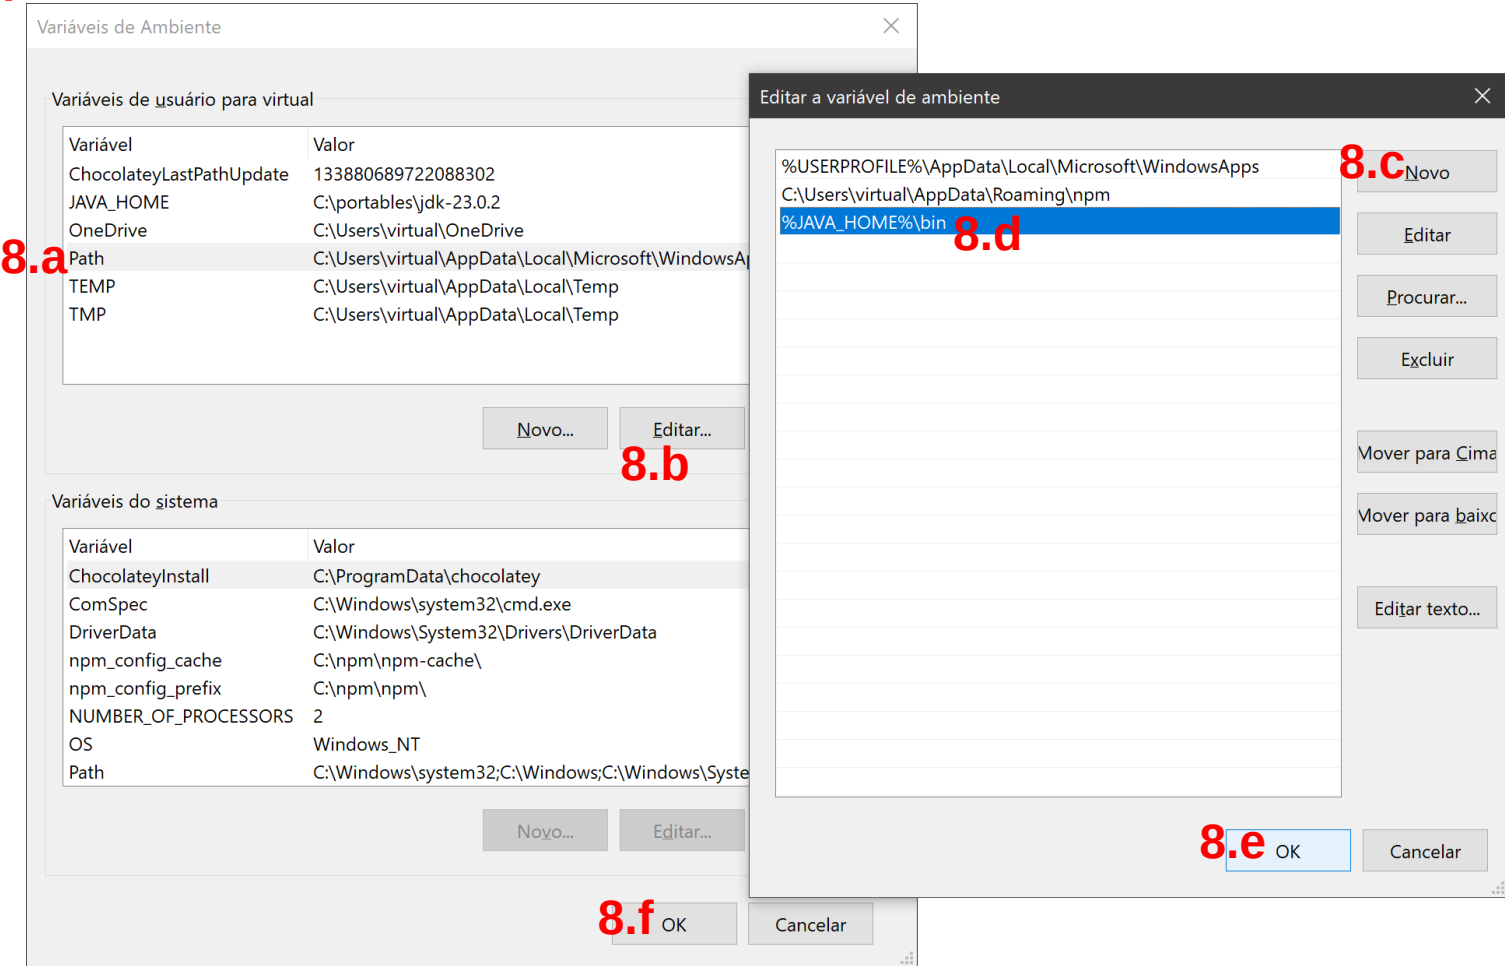 Variáveis de Ambiente
Variáveis de usuário para virtual
Variável Valor
ChocolateyLastPathUpdate 133880689722088302
JAVA_HOME C:\portables\jdk-23.0.2
OneDrive C:\Users\virtual\OneDrive
8.a Path C:\Users\virtual\AppData\Local\Microsoft\WindowsAp
TEMP C:\Users\virtual\AppData\Local\Temp
TMP C:\Users\virtual\AppData\Local\Temp
Novo... Editar...
8.b
Variáveis do sistema
Variável Valor
ChocolateyInstall C:\ProgramData\chocolatey
ComSpec C:\Windows\system32\cmd.exe
DriverData C:\Windows\System32\Drivers\DriverData
npm_config_cache C:\npm\npm-cache\
npm_config_prefix C:\npm\npm\
NUMBER_OF_PROCESSORS 2
OS Windows_NT
Path C:\Windows\system32;C:\Windows;C:\Windows\Syste
Novo... Editar...
8.f OK Cancelar
Editar a variável de ambiente
%USERPROFILE%\AppData\Local\Microsoft\WindowsApps
C:\Users\virtual\AppData\Roaming\npm
%JAVA_HOME%\bin 8.d
8.c Novo
Editar
Procurar...
Excluir
Mover para Cima
Mover para baixo
Editar texto...
8.e OK Cancelar